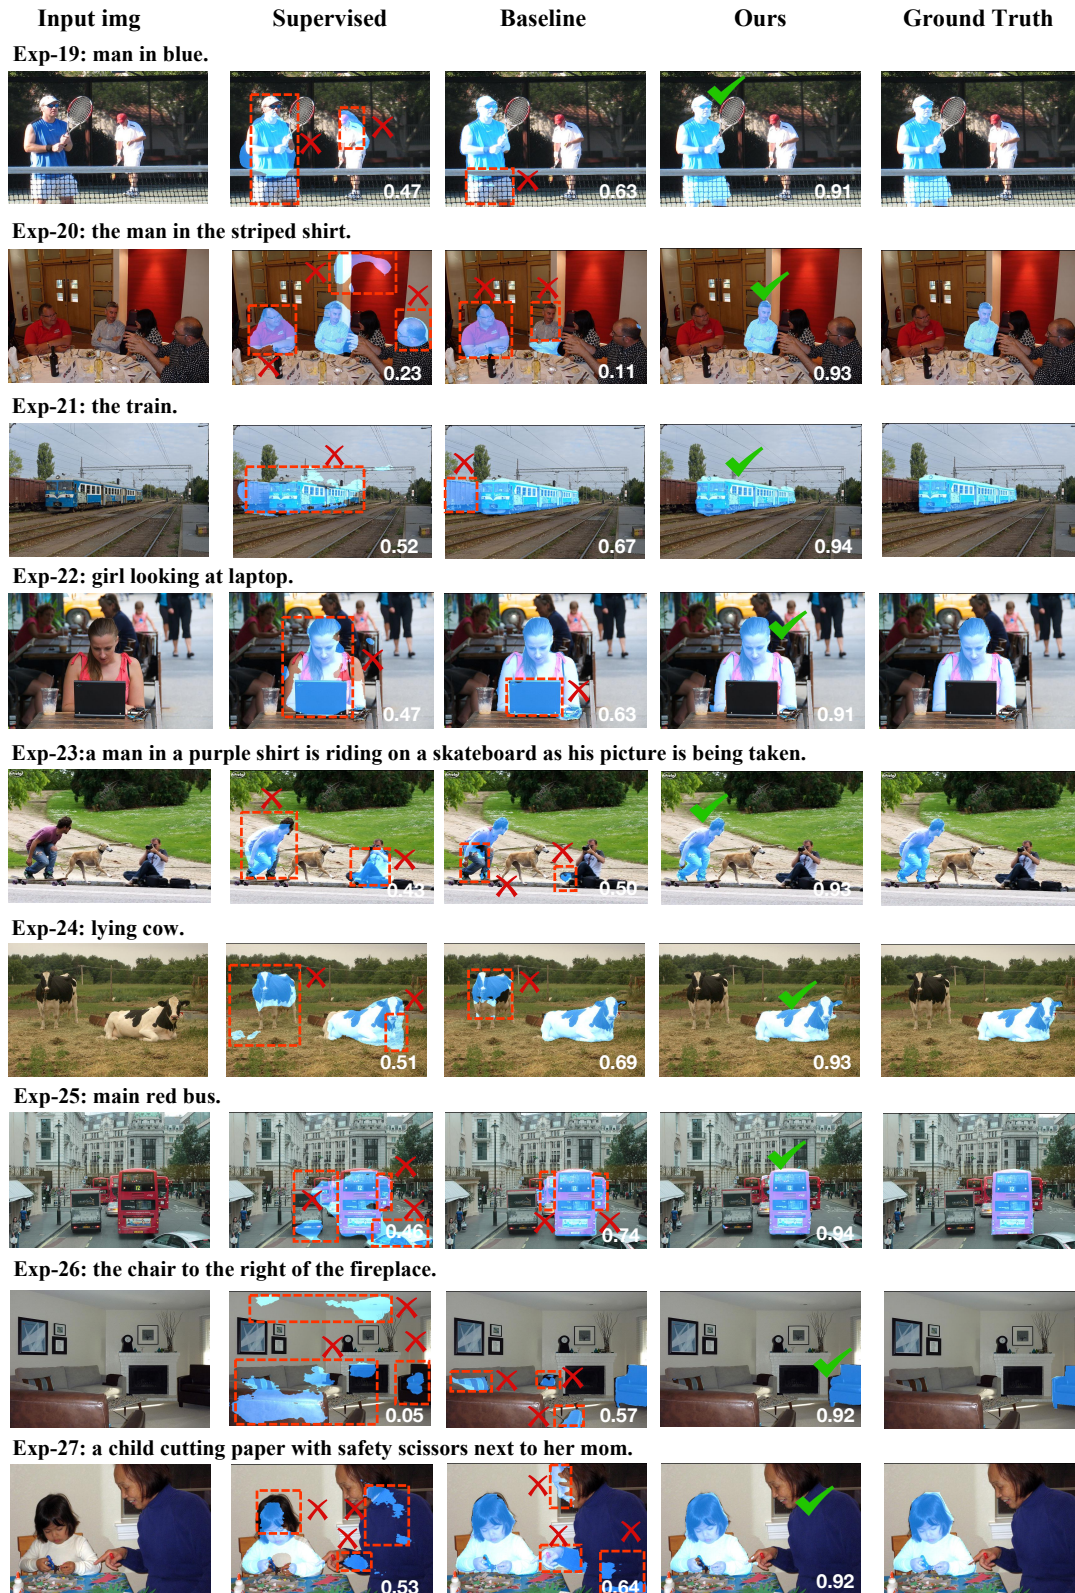 Input img Supervised Baseline Ours Ground Truth
Exp-19: man in blue.
0.47 0.63 0.91
Exp-20: the man in the striped shirt.
0.23 0.11 0.93
Exp-21: the train.
0.52 0.67 0.94
Exp-22: girl looking at laptop.
0.47 0.63 0.91
Exp-23:a man in a purple shirt is riding on a skateboard as his picture is being taken.
0.43 0.50 0.93
Exp-24: lying cow.
0.51 0.69 0.93
Exp-25: main red bus.
0.46 0.74 0.94
Exp-26: the chair to the right of the fireplace.
0.05 0.57 0.92
Exp-27: a child cutting paper with safety scissors next to her mom.
0.53 0.64 0.92